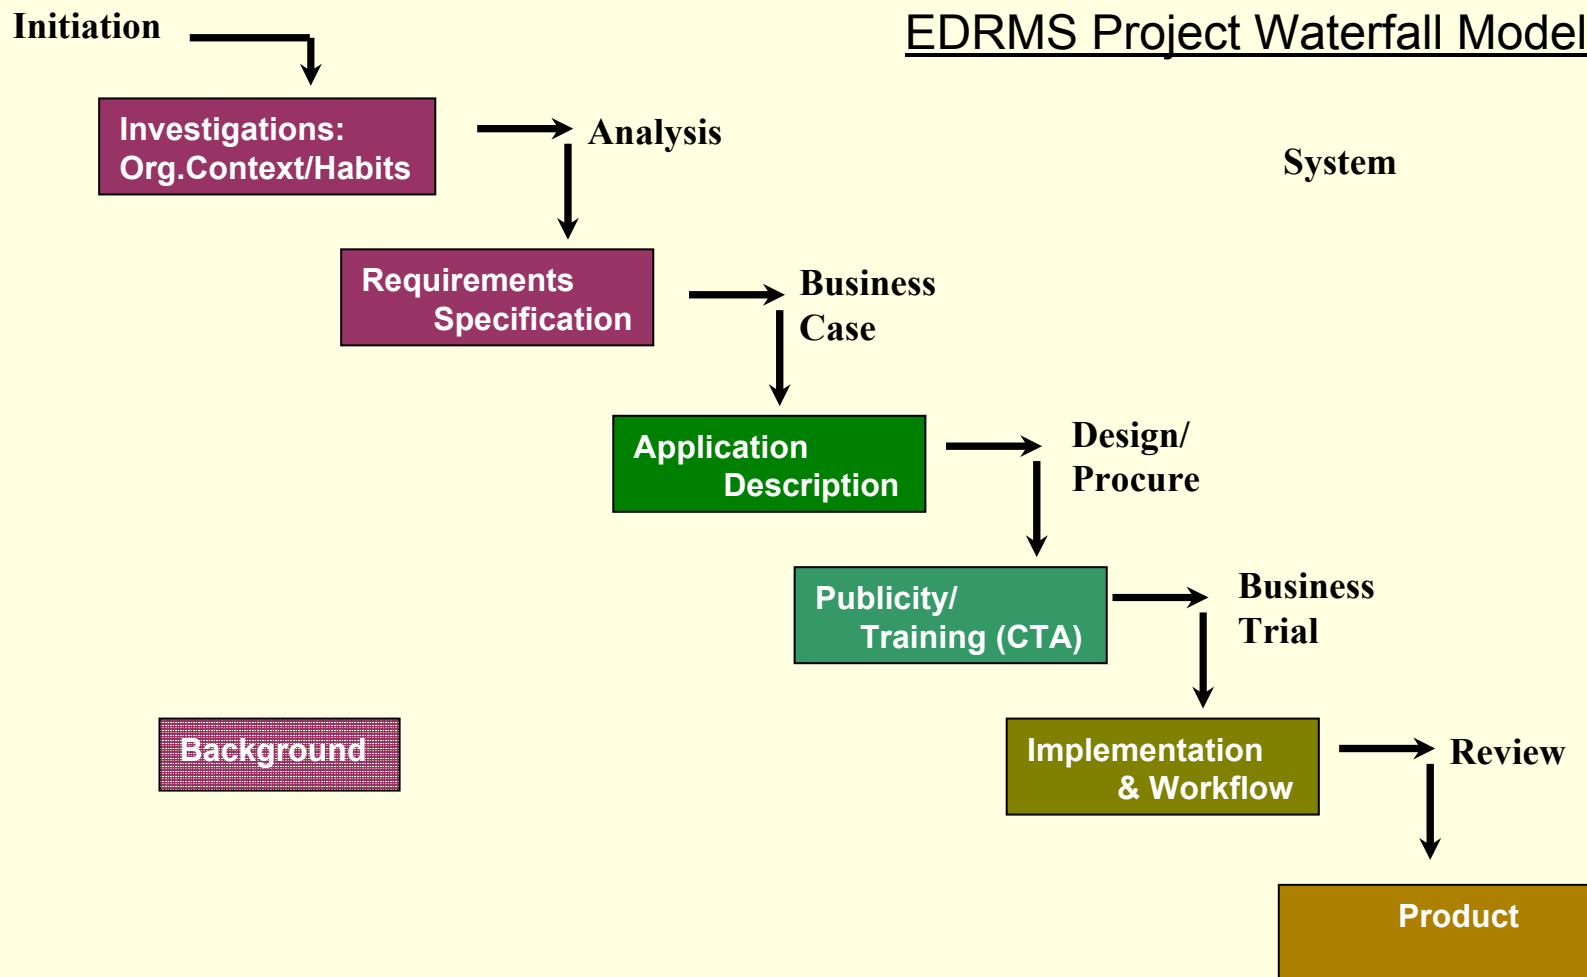 Initiation
EDRMS Project Waterfall Model
Investigations:
Org.Context/Habits
Analysis
System
Requirements
Specification
Business
Case
Application
Description
Design/
Procure
Publicity/
Training (CTA)
Business
Trial
Background
Implementation
& Workflow
Review
Product